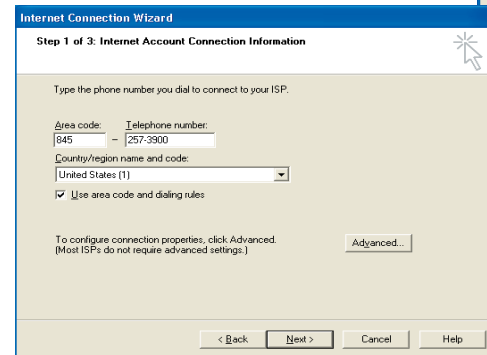 Internet Connection Wizard
Step 1 of 3: Internet Account Connection Information
Type the phone number you dial to connect to your ISP.
Area code: Telephone number:
845 - 257-3900
Country/region name and code:
United States (1)
Use area code and dialing rules
To configure connection properties, click Advanced.
(Most ISPs do not require advanced settings.)
Advanced...
< Back Next > Cancel Help